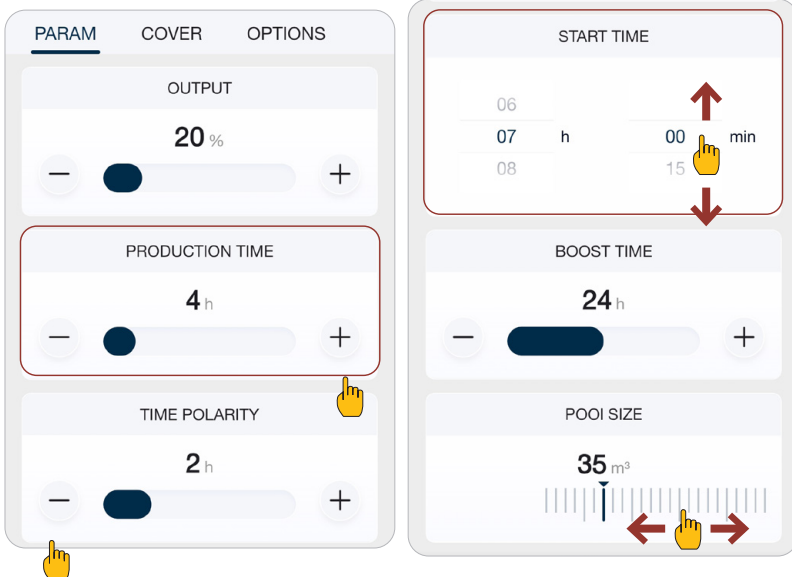 PARAM COVER OPTIONS
OUTPUT
20 %
PRODUCTION TIME
4 h
TIME POLARITY
2 h
START TIME
06
07 h 00 min
08 15
BOOST TIME
24 h
POOI SIZE
35 m³